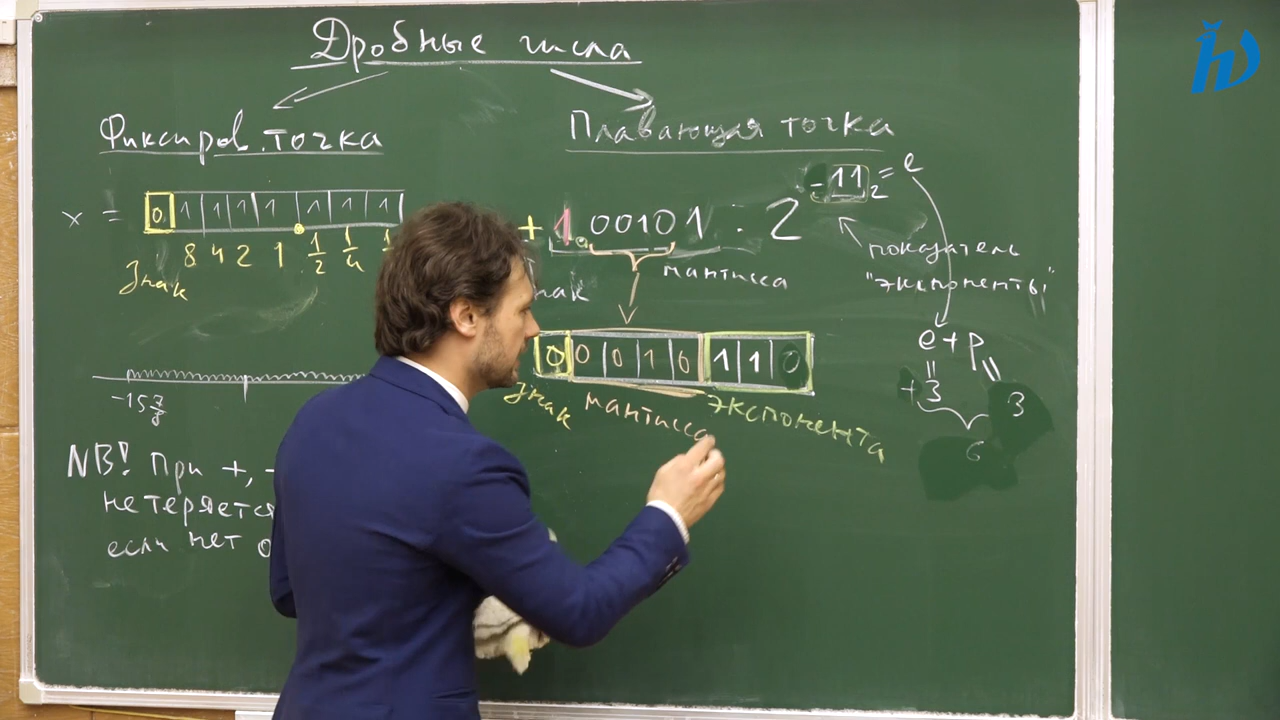 Дробные числа
Фиксиров. точка
x = 0 1 1 1 1 1 1 1
8 4 2 1 1/2 1/4
Знак
-15 7/8
NB! При +,
не теряется
если нет
Плавающая точка
+ 1.00101 · 2 -11₂ = e
мантисса
показатель
"экспоненты"
0 0 0 1 0 1 1 0
Знак мантисса экспонента
e + p
+3 3
6